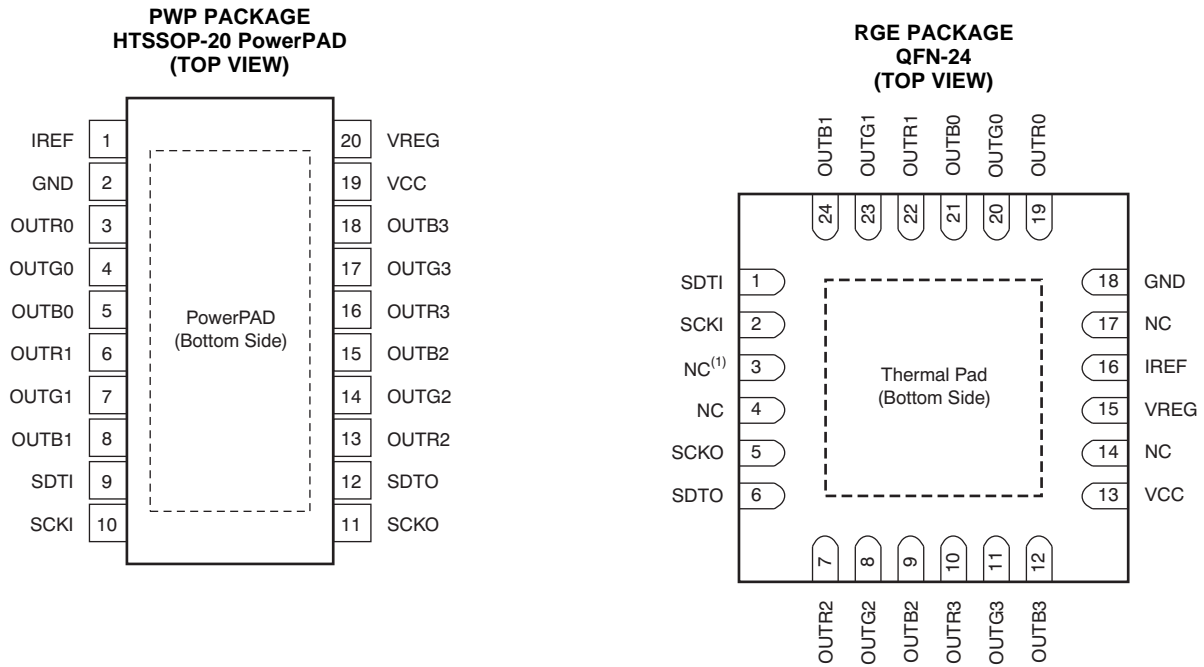 PWP PACKAGE
HTSSOP-20 PowerPAD
(TOP VIEW)
IREF 1 20 VREG
GND 2 19 VCC
OUTR0 3 18 OUTB3
OUTG0 4 17 OUTG3
OUTB0 5 16 OUTR3
OUTR1 6 15 OUTB2
OUTG1 7 14 OUTG2
OUTB1 8 13 OUTR2
SDTI 9 12 SDTO
SCKI 10 11 SCKO
PowerPAD
(Bottom Side)
RGE PACKAGE
QFN-24
(TOP VIEW)
OUTB1 OUTG1 OUTR1 OUTB0 OUTG0 OUTR0
24 23 22 21 20 19
SDTI 1 18 GND
SCKI 2 17 NC
NC(1) 3 16 IREF
NC 4 15 VREG
SCKO 5 14 NC
SDTO 6 13 VCC
Thermal Pad
(Bottom Side)
7 8 9 10 11 12
OUTR2 OUTG2 OUTB2 OUTR3 OUTG3 OUTB3